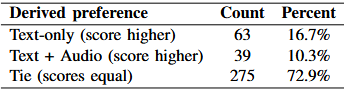 Derived preference Count Percent
Text-only (score higher) 63 16.7%
Text + Audio (score higher) 39 10.3%
Tie (scores equal) 275 72.9%